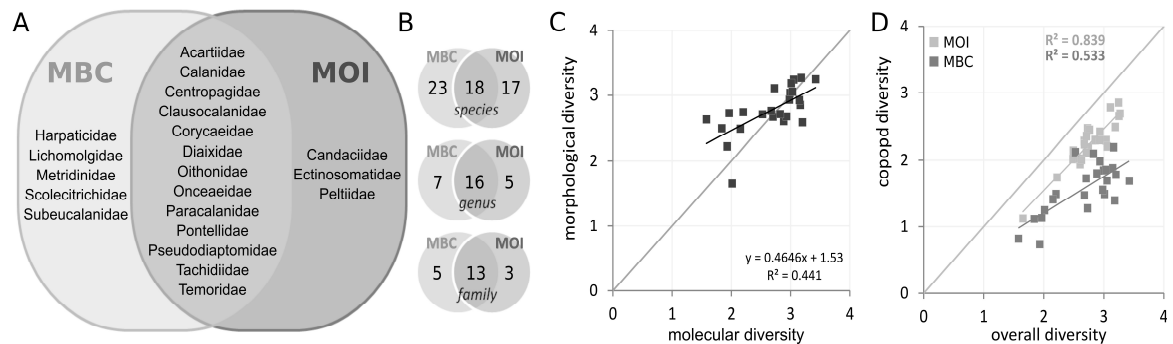 A
MBC
MOI
Harpaticidae
Lichomolgidae
Metridinidae
Scolecitrichidae
Subeucalanidae
Acartiidae
Calanidae
Centropagidae
Clausocalanidae
Corycaeidae
Diaixidae
Oithonidae
Onceaeidae
Paracalanidae
Pontellidae
Pseudodiaptomidae
Tachidiidae
Temoridae
Candaciidae
Ectinosomatidae
Peltiidae
B
MBC MOI
23 18 17
species
MBC MOI
7 16 5
genus
MBC MOI
5 13 3
family
C
morphological diversity
4
3
2
1
0
0 1 2 3 4
molecular diversity
y = 0.4646x + 1.53
R² = 0.441
D
MOI
MBC
R² = 0.839
R² = 0.533
copopd diversity
4
3
2
1
0
0 1 2 3 4
overall diversity